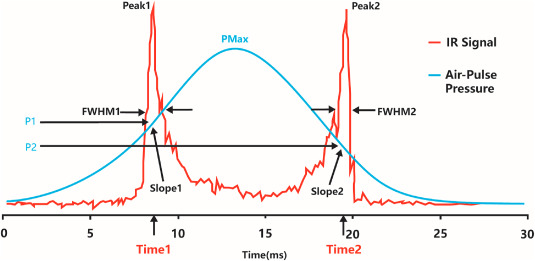 Peak1
Peak2
PMax
IR Signal
Air-Pulse
Pressure
FWHM1
FWHM2
P1
P2
Slope1
Slope2
0
5
10
15
20
25
30
Time1
Time(ms)
Time2